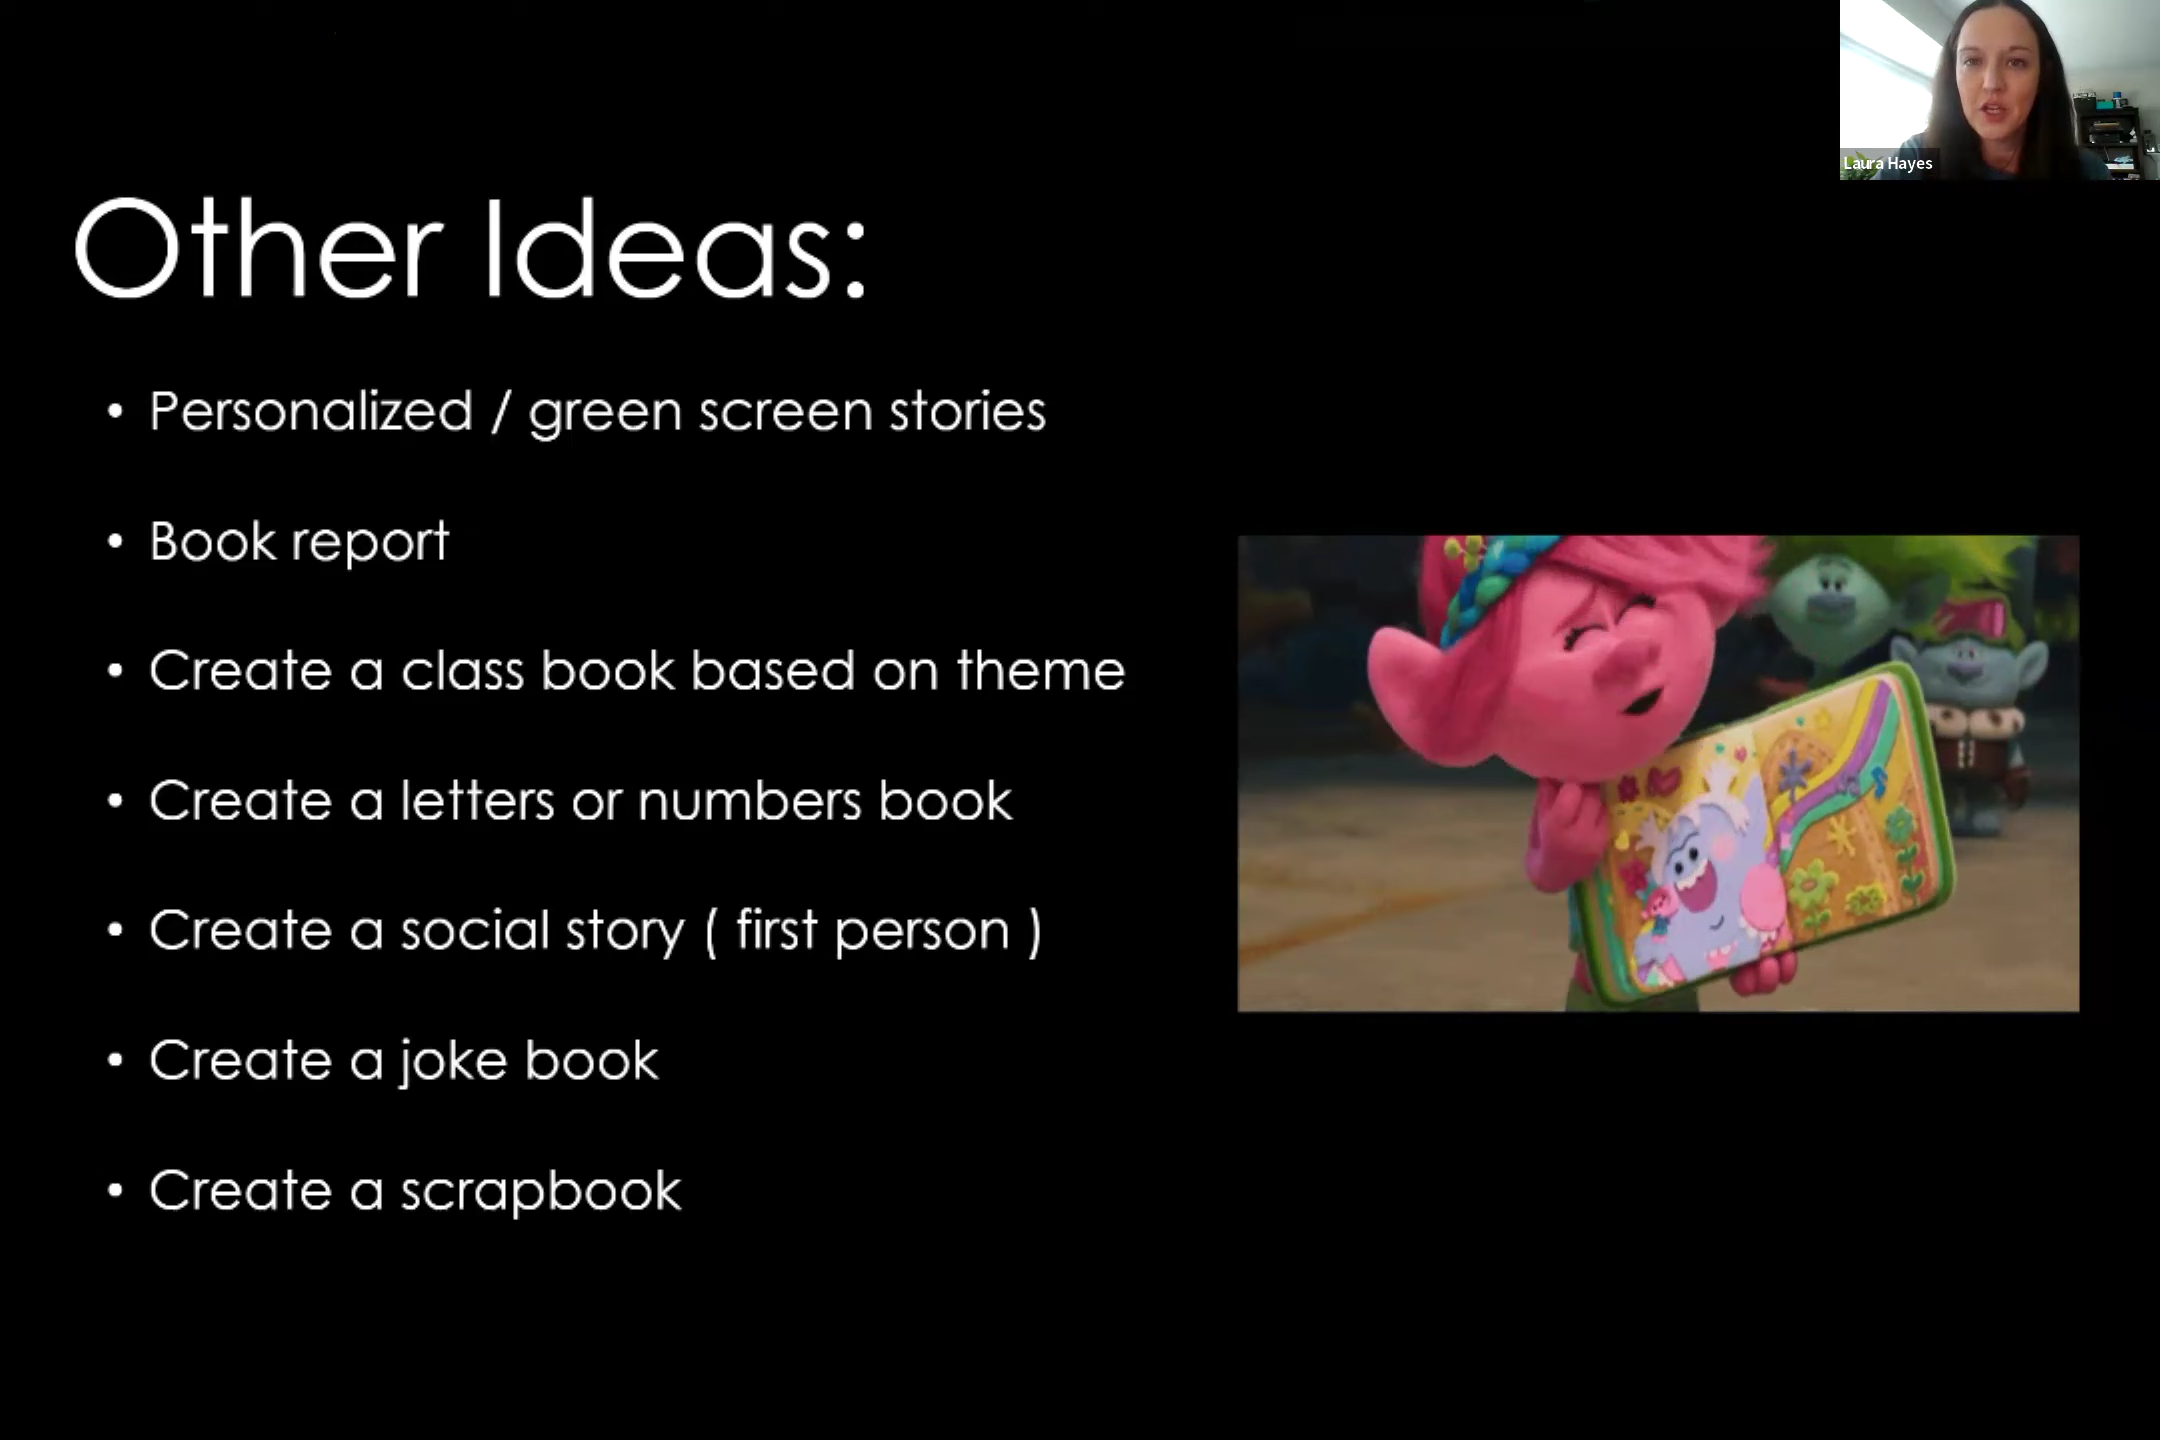 Laura Hayes
Other Ideas:
• Personalized / green screen stories
• Book report
• Create a class book based on theme
• Create a letters or numbers book
• Create a social story ( first person )
• Create a joke book
• Create a scrapbook